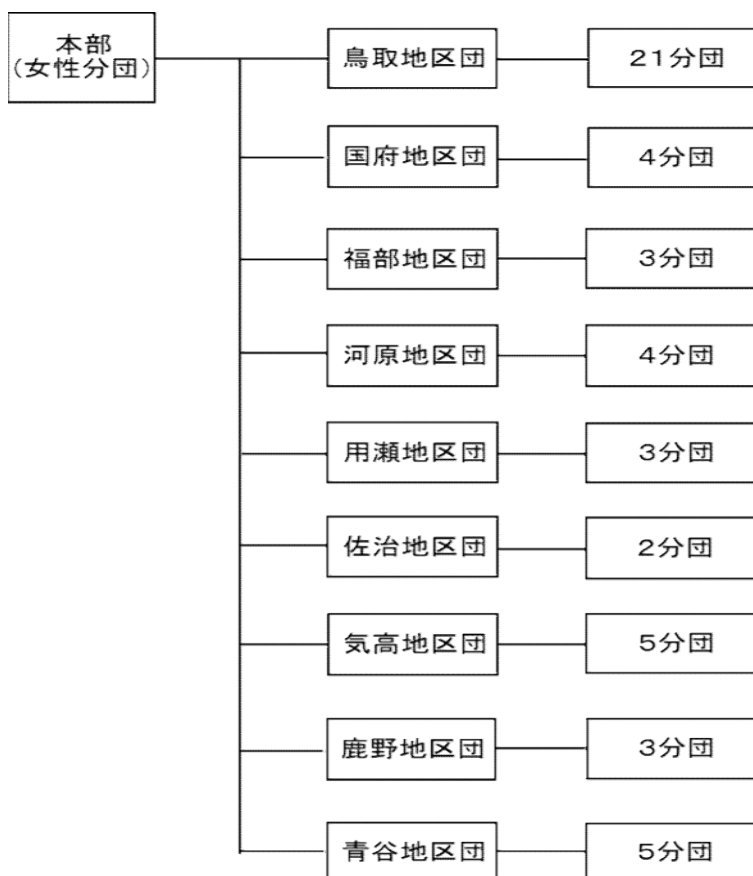 本部
(女性分団)
鳥取地区団
21分団
国府地区団
4分団
福部地区団
3分団
河原地区団
4分団
用瀬地区団
3分団
佐治地区団
2分団
気高地区団
5分団
鹿野地区団
3分団
青谷地区団
5分団